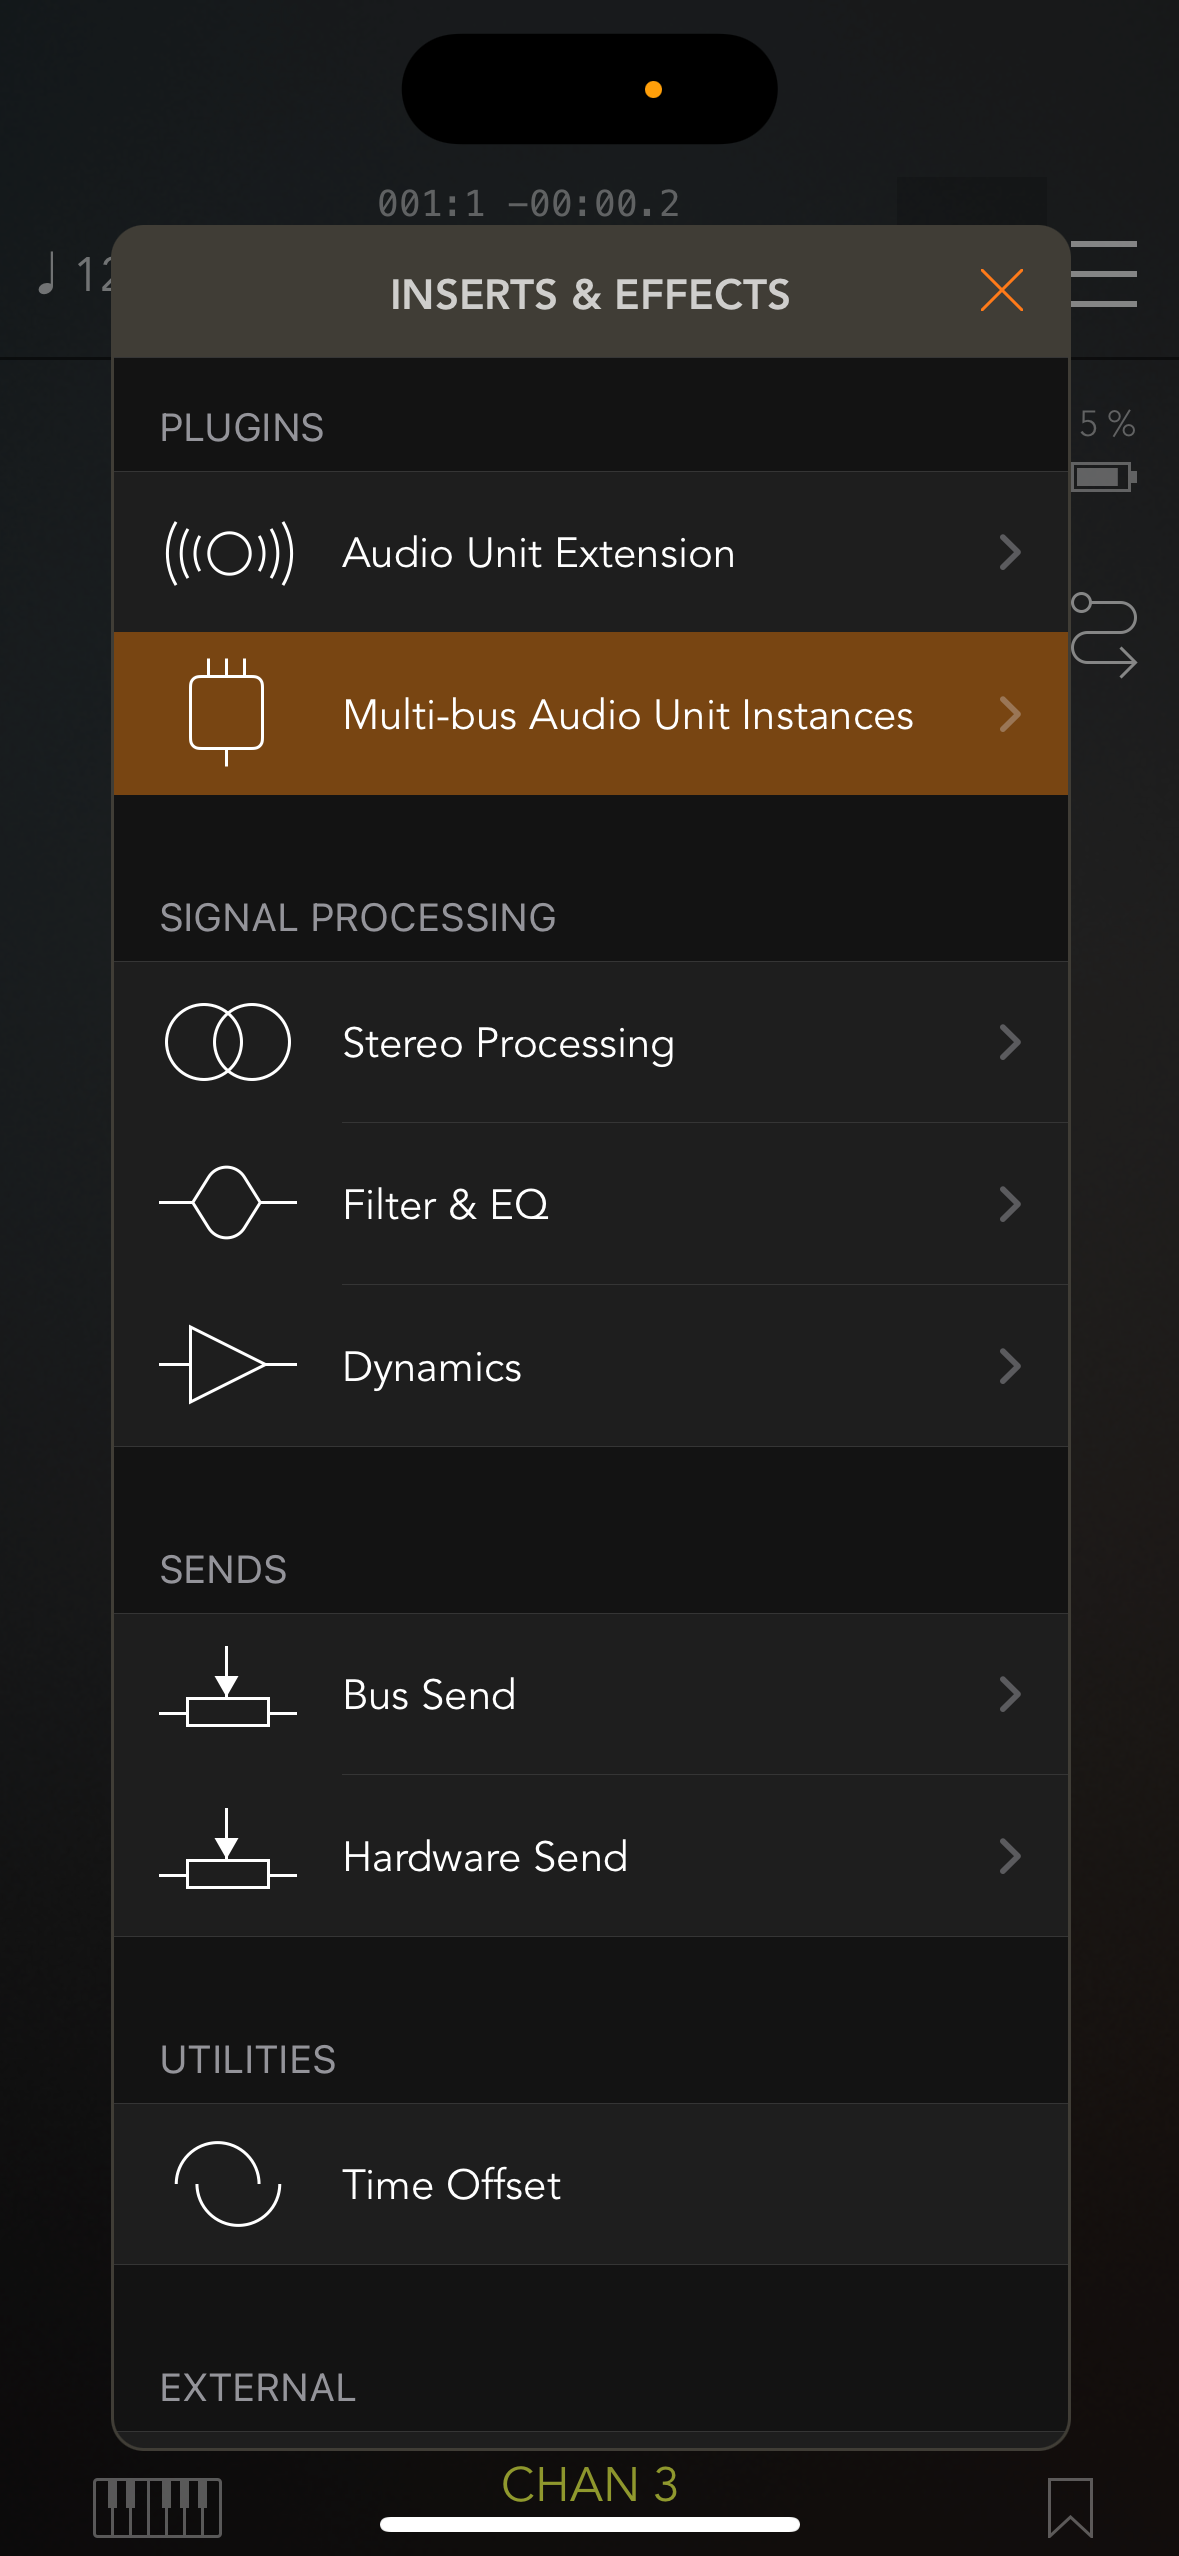 001:1 -00:00.2
12
INSERTS & EFFECTS
PLUGINS
5 %
Audio Unit Extension
Multi-bus Audio Unit Instances
SIGNAL PROCESSING
Stereo Processing
Filter & EQ
Dynamics
SENDS
Bus Send
Hardware Send
UTILITIES
Time Offset
EXTERNAL
CHAN 3